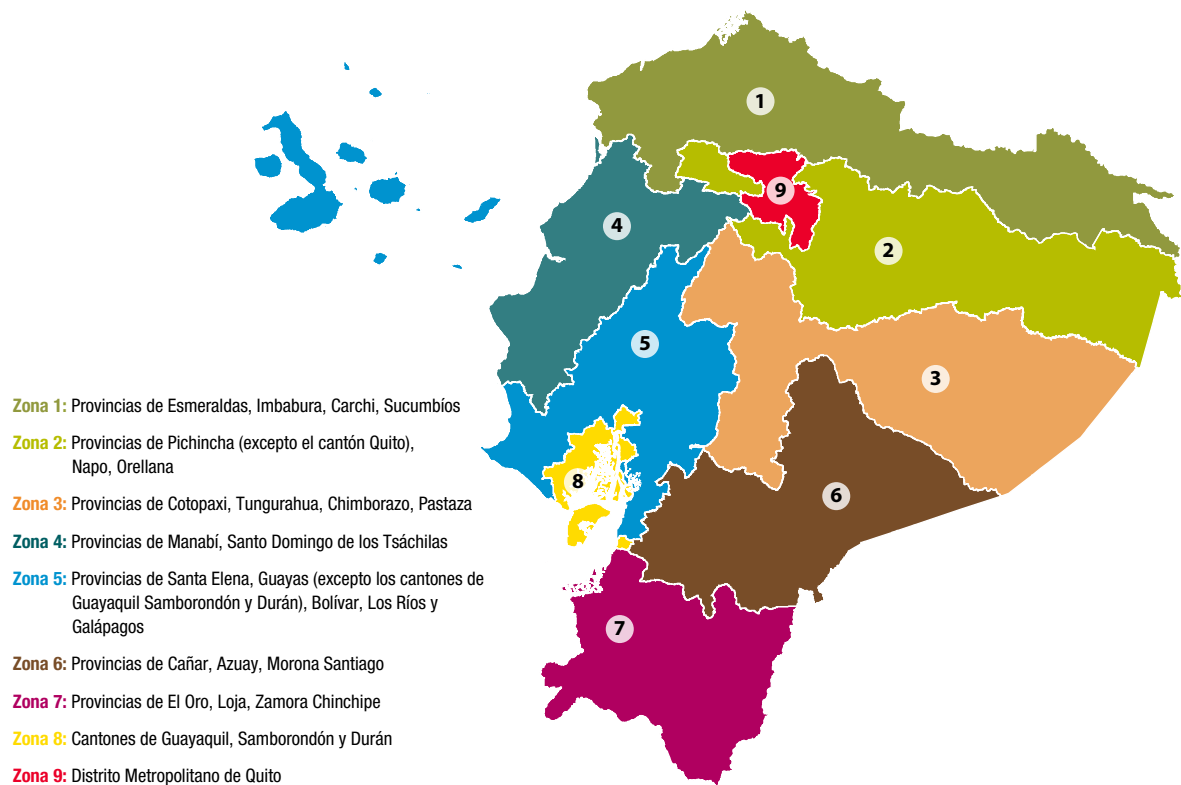 1
9
4
2
5
3
8
6
7
Zona 1: Provincias de Esmeraldas, Imbabura, Carchi, Sucumbíos
Zona 2: Provincias de Pichincha (excepto el cantón Quito),
Napo, Orellana
Zona 3: Provincias de Cotopaxi, Tungurahua, Chimborazo, Pastaza
Zona 4: Provincias de Manabí, Santo Domingo de los Tsáchilas
Zona 5: Provincias de Santa Elena, Guayas (excepto los cantones de
Guayaquil Samborondón y Durán), Bolívar, Los Ríos y
Galápagos
Zona 6: Provincias de Cañar, Azuay, Morona Santiago
Zona 7: Provincias de El Oro, Loja, Zamora Chinchipe
Zona 8: Cantones de Guayaquil, Samborondón y Durán
Zona 9: Distrito Metropolitano de Quito